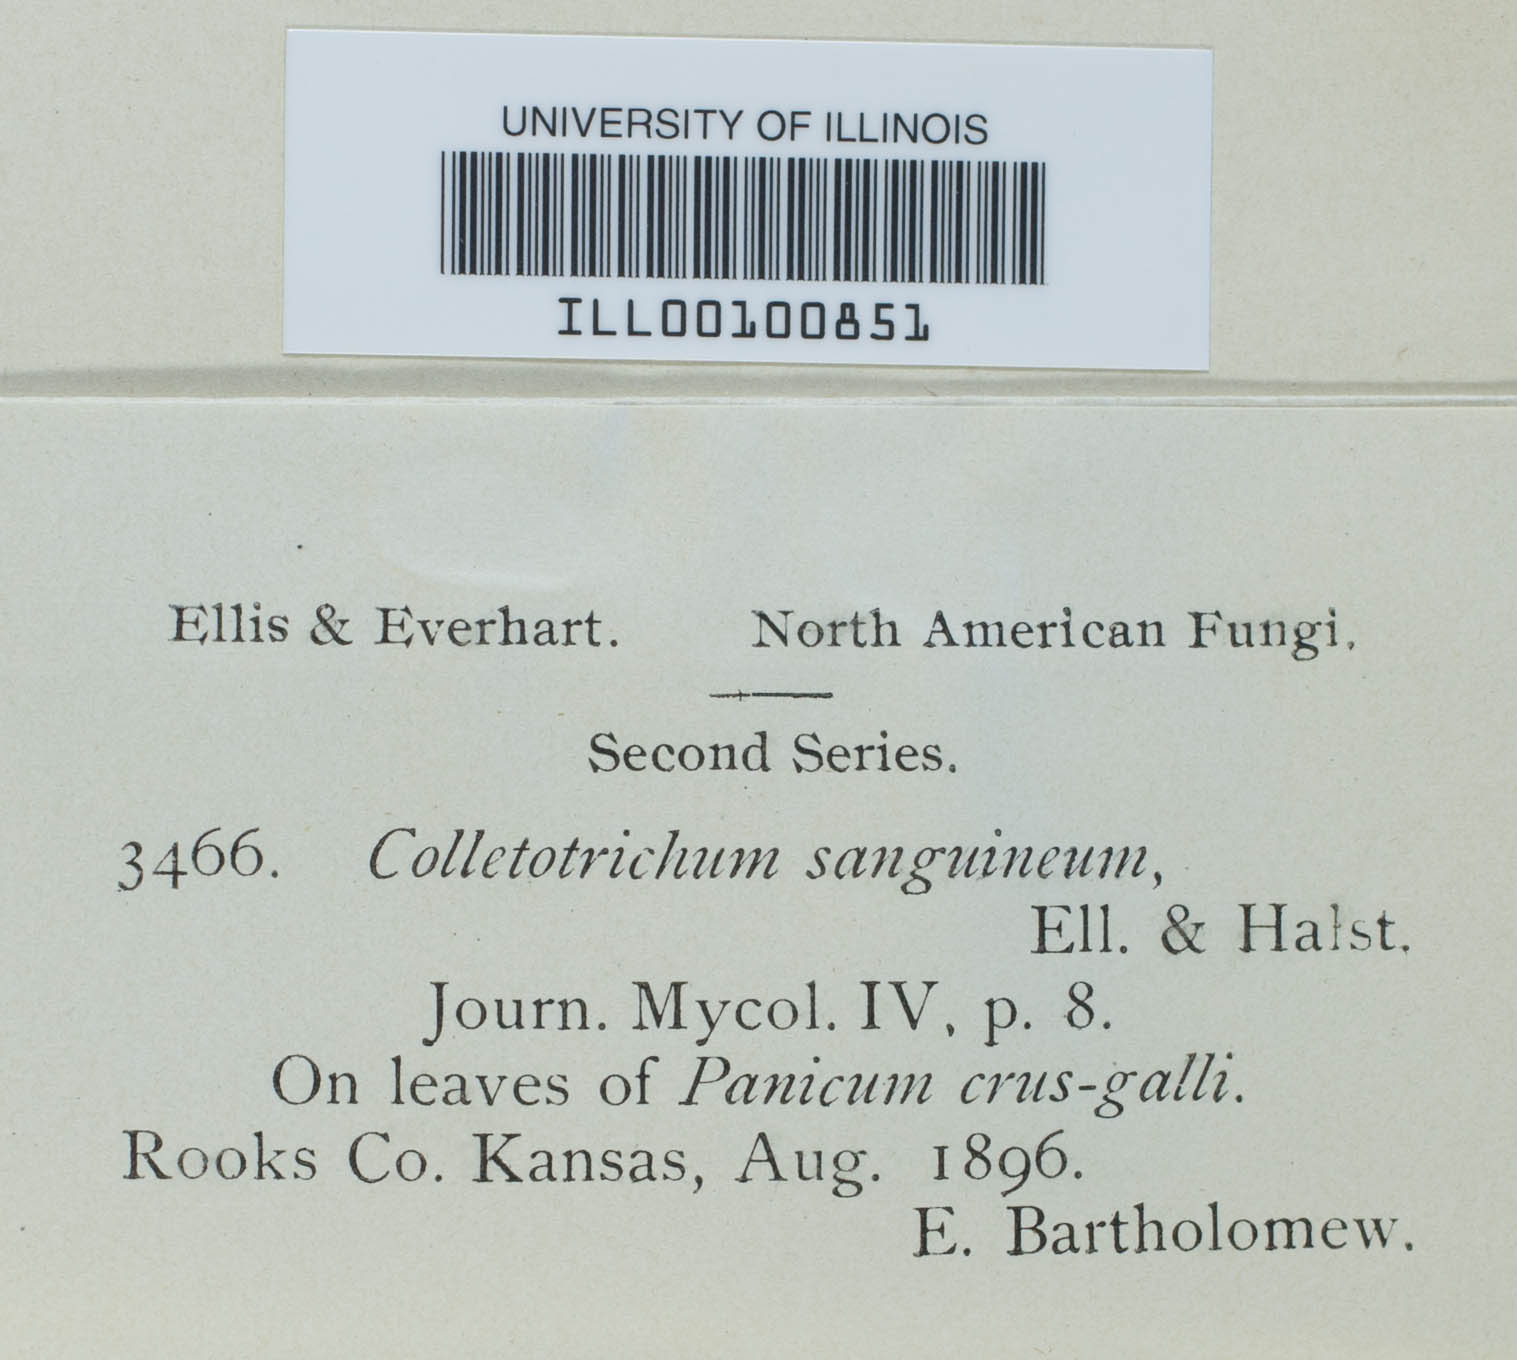 UNIVERSITY OF ILLINOIS
ILL00100851
Ellis & Everhart. North American Fungi.
Second Series.
3466. Colletotrichum sanguineum,
Ell. & Halst.
Journ. Mycol. IV, p. 8.
On leaves of Panicum crus-galli.
Rooks Co. Kansas, Aug. 1896.
E. Bartholomew.